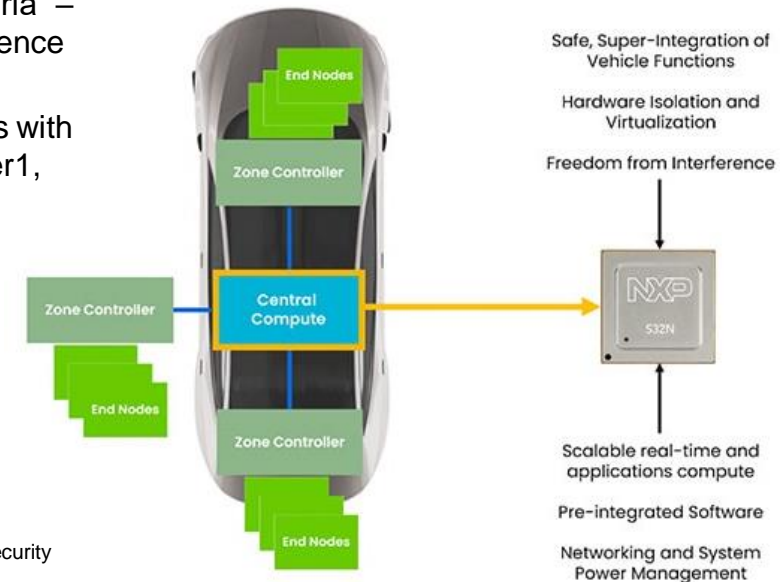 ria –
ence
s with
er1,
ecurity
End Nodes
Zone Controller
Zone Controller
Central
Compute
End Nodes
Zone Controller
End Nodes
Safe, Super-Integration of
Vehicle Functions
Hardware Isolation and
Virtualization
Freedom from Interference
NXP
S32N
Scalable real-time and
applications compute
Pre-integrated Software
Networking and System
Power Management